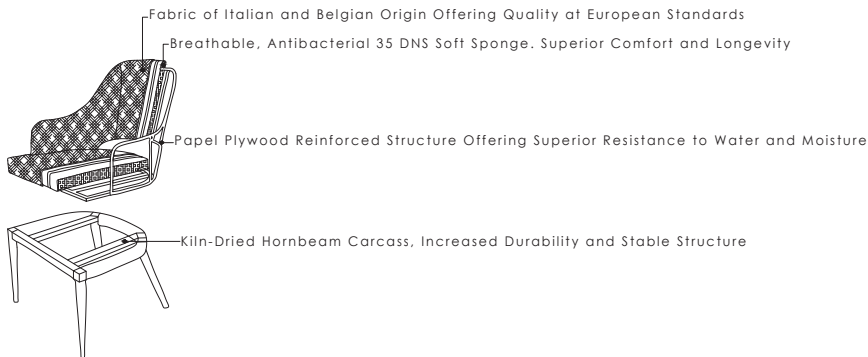 Fabric of Italian and Belgian Origin Offering Quality at European Standards
Breathable, Antibacterial 35 DNS Soft Sponge. Superior Comfort and Longevity
Papel Plywood Reinforced Structure Offering Superior Resistance to Water and Moisture
Kiln-Dried Hornbeam Carcass, Increased Durability and Stable Structure